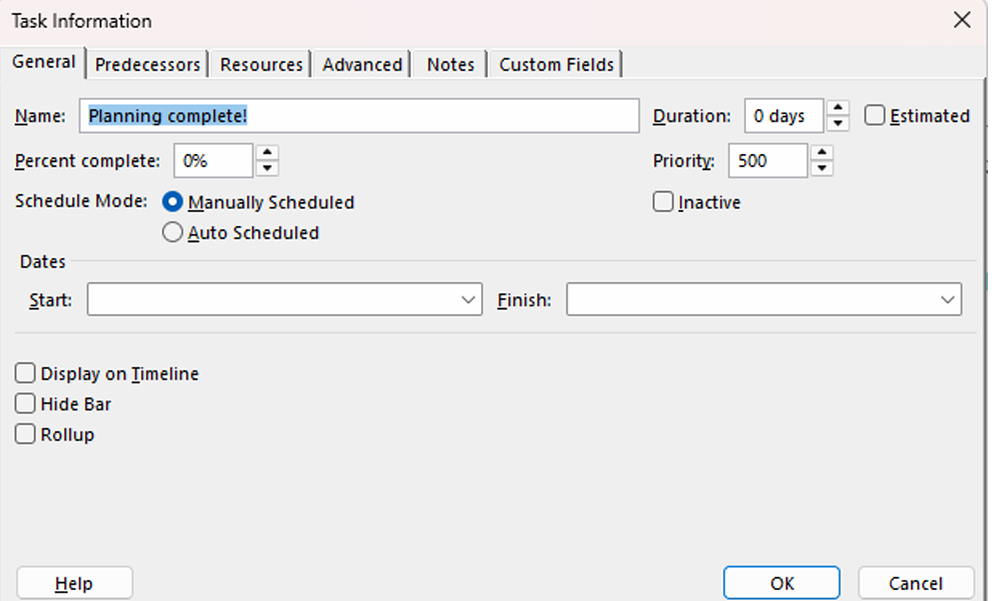 Task Information
General Predecessors Resources Advanced Notes Custom Fields
Name: Planning complete! Duration: 0 days Estimated
Percent complete: 0% Priority: 500
Schedule Mode: Manually Scheduled Inactive
Auto Scheduled
Dates
Start: Finish:
Display on Timeline
Hide Bar
Rollup
Help OK Cancel